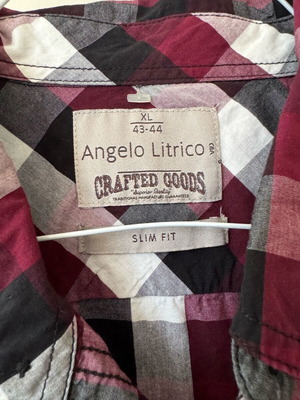 XL
43-44
Angelo Litrico
CRAFTED GOODS
Superior Quality
TRADITIONAL MANUFACTURE GUARANTEED
SLIM FIT